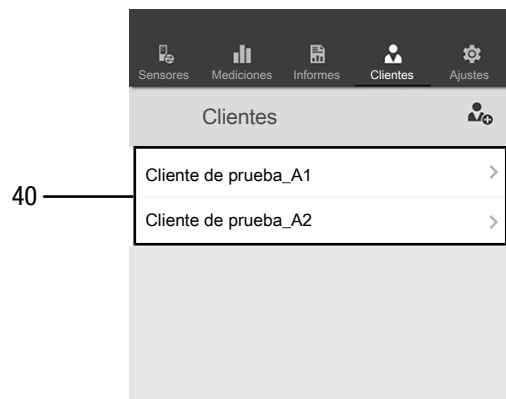 Sensores Mediciones Informes Clientes Ajustes
Clientes
Cliente de prueba_A1
40
Cliente de prueba_A2